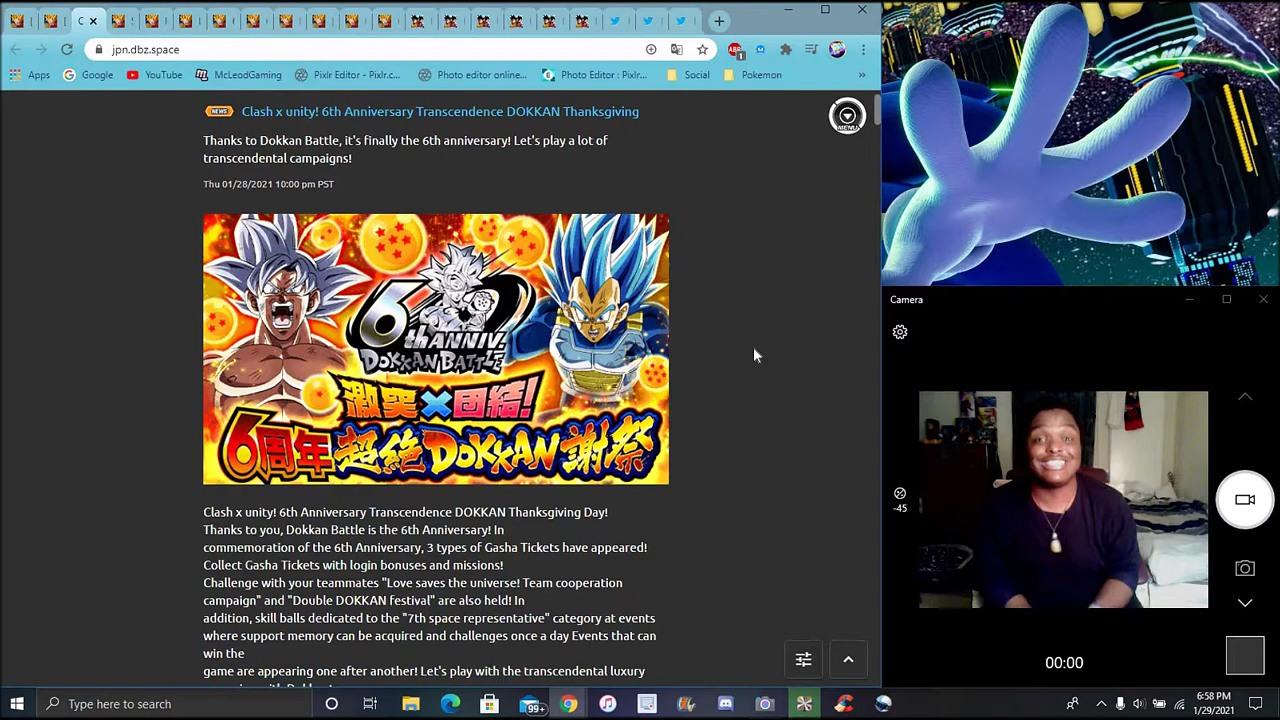 C
jpn.dbz.space
ABP
1
Apps
Google
YouTube
McLeodGaming
Pixlr Editor - Pixlr.c...
Photo editor online...
Photo Editor : Pixlr...
Social
Pokemon
»
NEWS
Clash x unity! 6th Anniversary Transcendence DOKKAN Thanksgiving
MENU
Thanks to Dokkan Battle, it's finally the 6th anniversary! Let's play a lot of
transcendental campaigns!
Thu 01/28/2021 10:00 pm PST
6th ANNIV.
DOKKAN BATTLE
激突×団結!
6周年 超絶DOKKAN謝祭
Clash x unity! 6th Anniversary Transcendence DOKKAN Thanksgiving Day!
Thanks to you, Dokkan Battle is the 6th Anniversary! In
commemoration of the 6th Anniversary, 3 types of Gasha Tickets have appeared!
Collect Gasha Tickets with login bonuses and missions!
Challenge with your teammates "Love saves the universe! Team cooperation
campaign" and "Double DOKKAN festival" are also held! In
addition, skill balls dedicated to the "7th space representative" category at events
where support memory can be acquired and challenges once a day Events that can
win the
game are appearing one after another! Let's play with the transcendental luxury
Camera
-45
00:00
Type here to search
99+
6:58 PM
1/29/2021